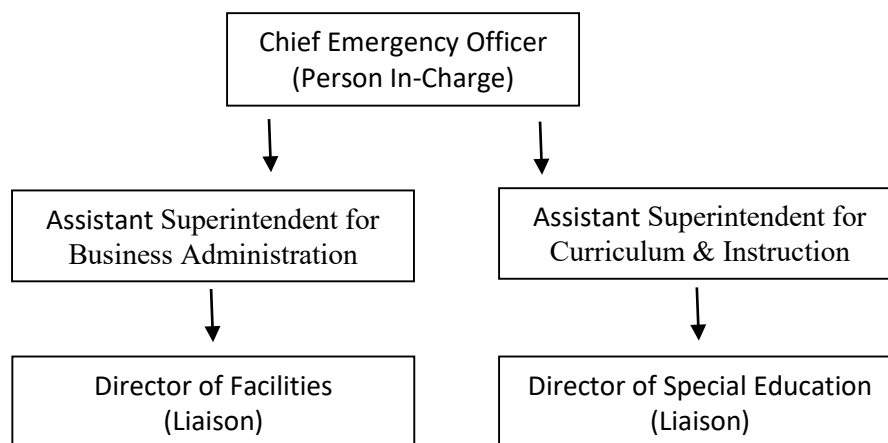 Chief Emergency Officer
(Person In-Charge)
Assistant Superintendent for
Business Administration
Assistant Superintendent for
Curriculum & Instruction
Director of Facilities
(Liaison)
Director of Special Education
(Liaison)